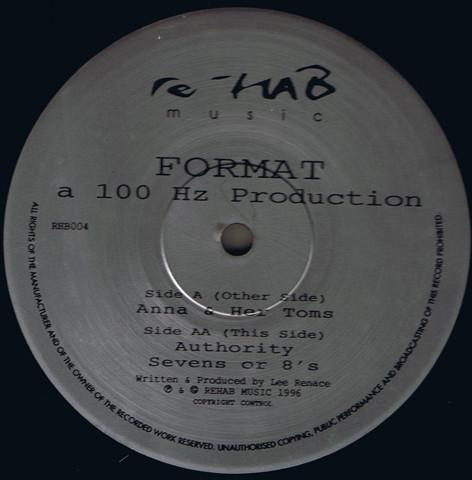 re-HAB
music
FORMAT
a 100 Hz Production
RHB004
Side A (Other Side)
Anna & Her Toms
Side AA (This Side)
Authority
Sevens or 8's
Written & Produced by Lee Renace
℗ & © REHAB MUSIC 1996
COPYRIGHT CONTROL
ALL RIGHTS OF THE MANUFACTURER AND OF THE OWNER OF THE RECORDED WORK RESERVED. UNAUTHORISED COPYING, PUBLIC PERFORMANCE AND BROADCASTING OF THIS RECORD PROHIBITED.